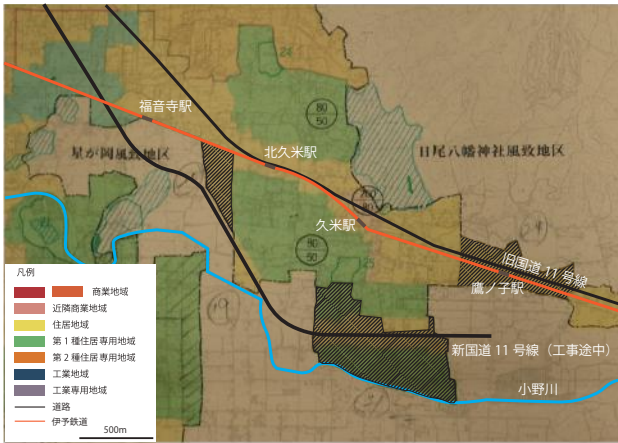 24
福音寺駅
80
50
星が岡風致地区
北久米駅
日尾八幡神社風致地区
久米駅
80
50
旧国道11号線
鷹ノ子駅
凡例
商業地域
近隣商業地域
住居地域
第1種住居専用地域
第2種住居専用地域
工業地域
工業専用地域
道路
伊予鉄道
500m
新国道11号線（工事途中）
小野川